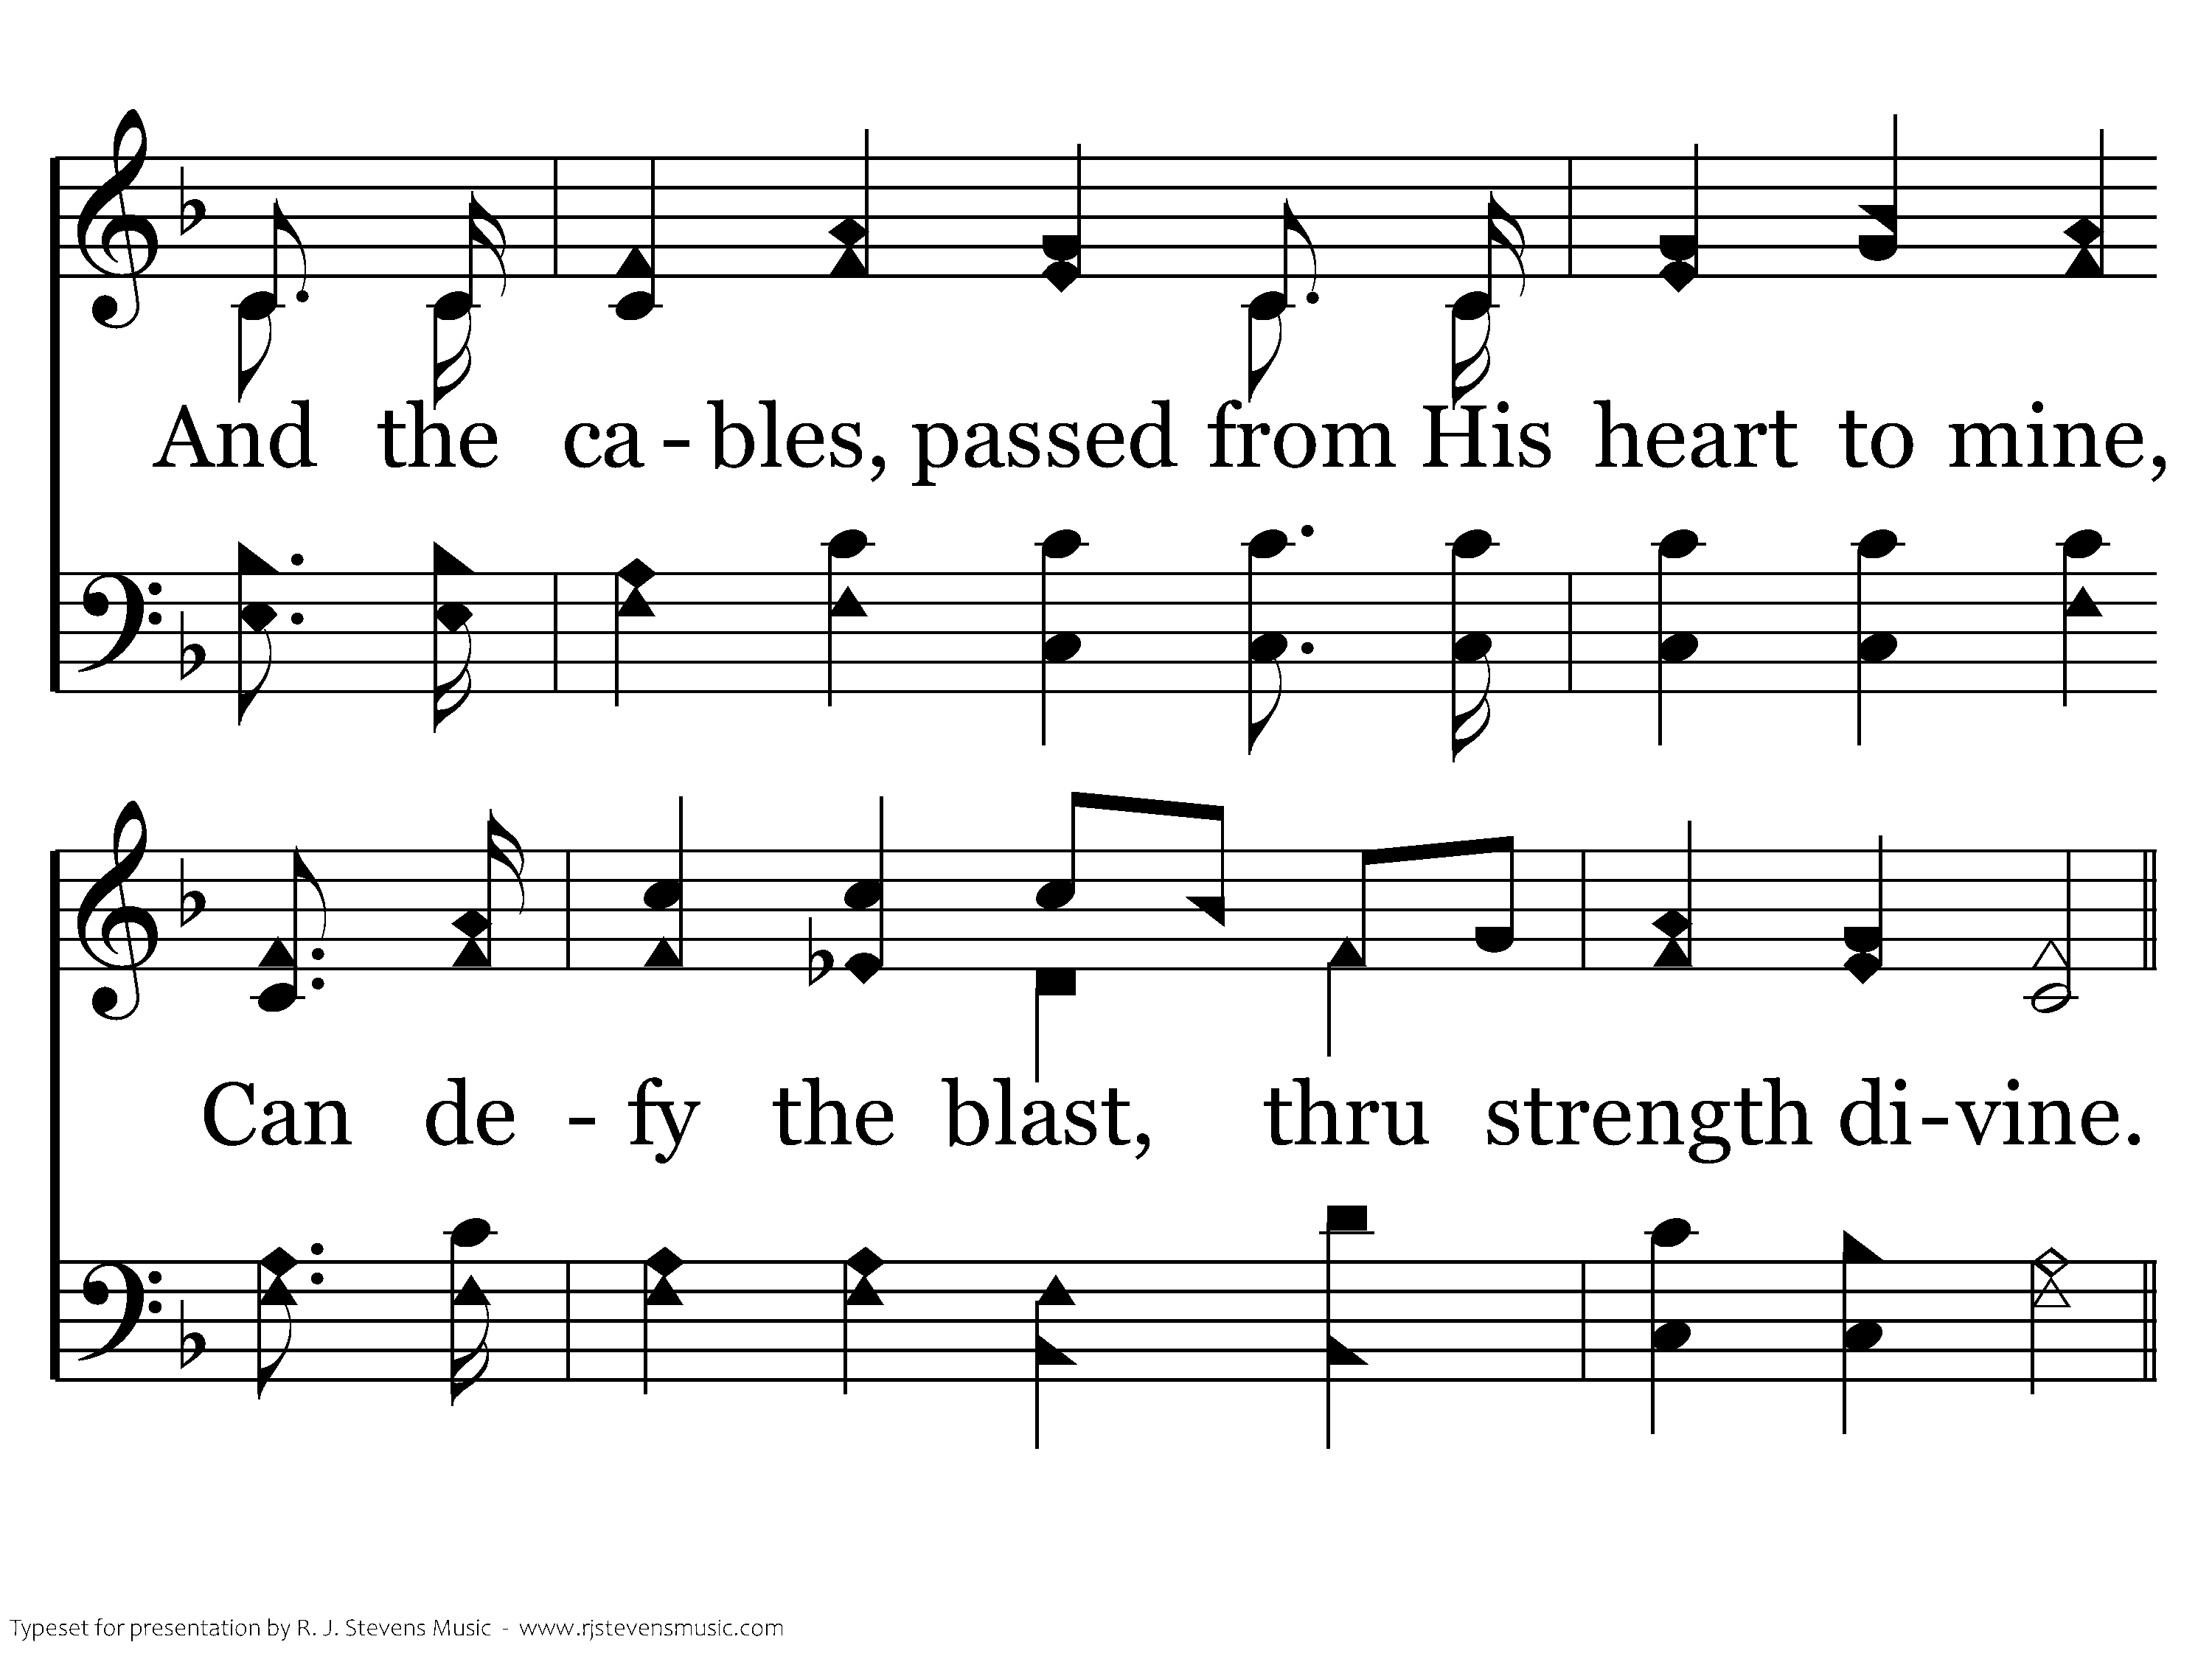 And the ca - bles, passed from His heart to mine,
Can de - fy the blast, thru strength di - vine.
Typeset for presentation by R. J. Stevens Music - www.rjstevensmusic.com